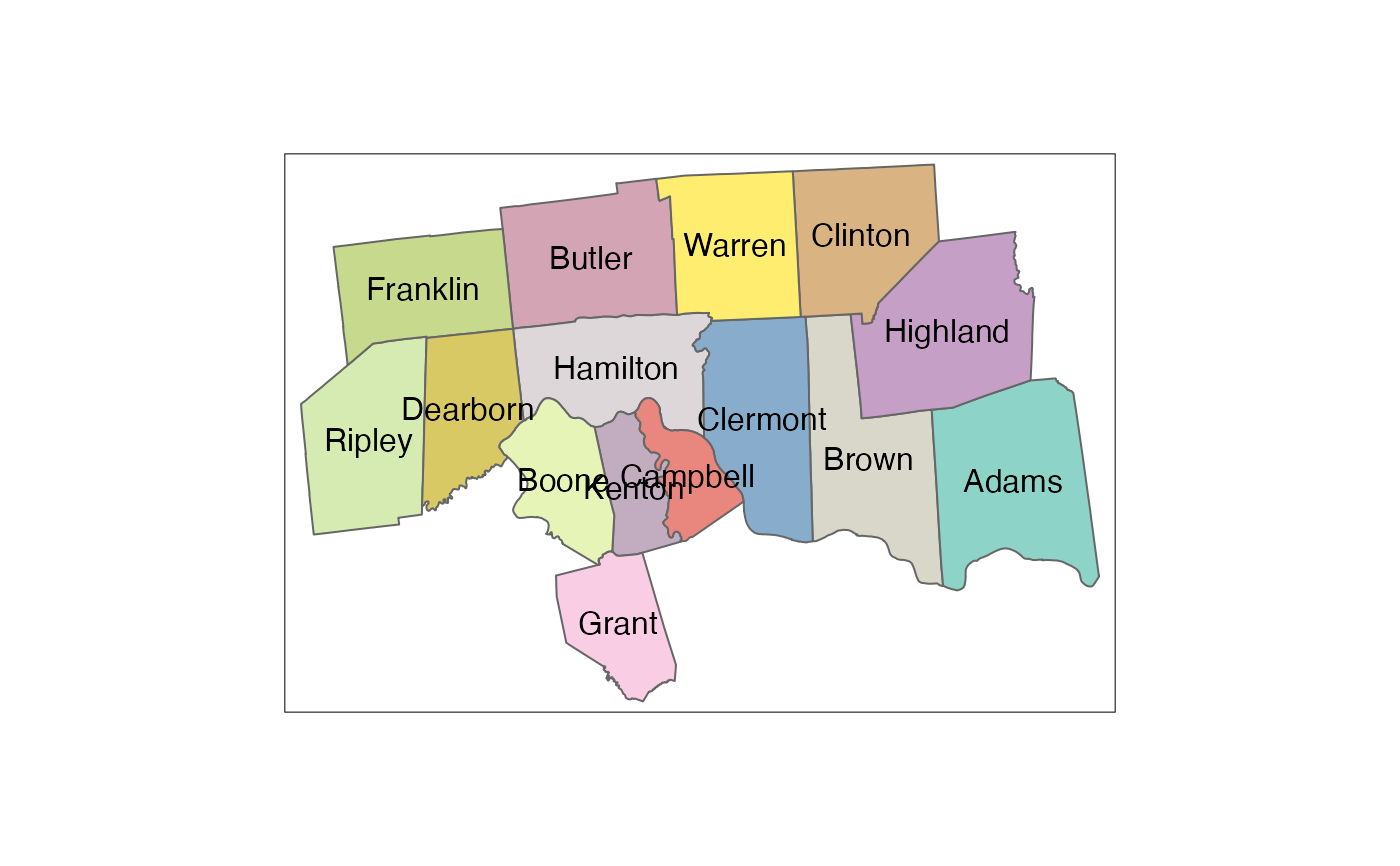 Clinton
Warren
Butler
Franklin
Highland
Hamilton
Dearborn
Clermont
Ripley
Brown
Campbell
Boone
Kenton
Adams
Grant